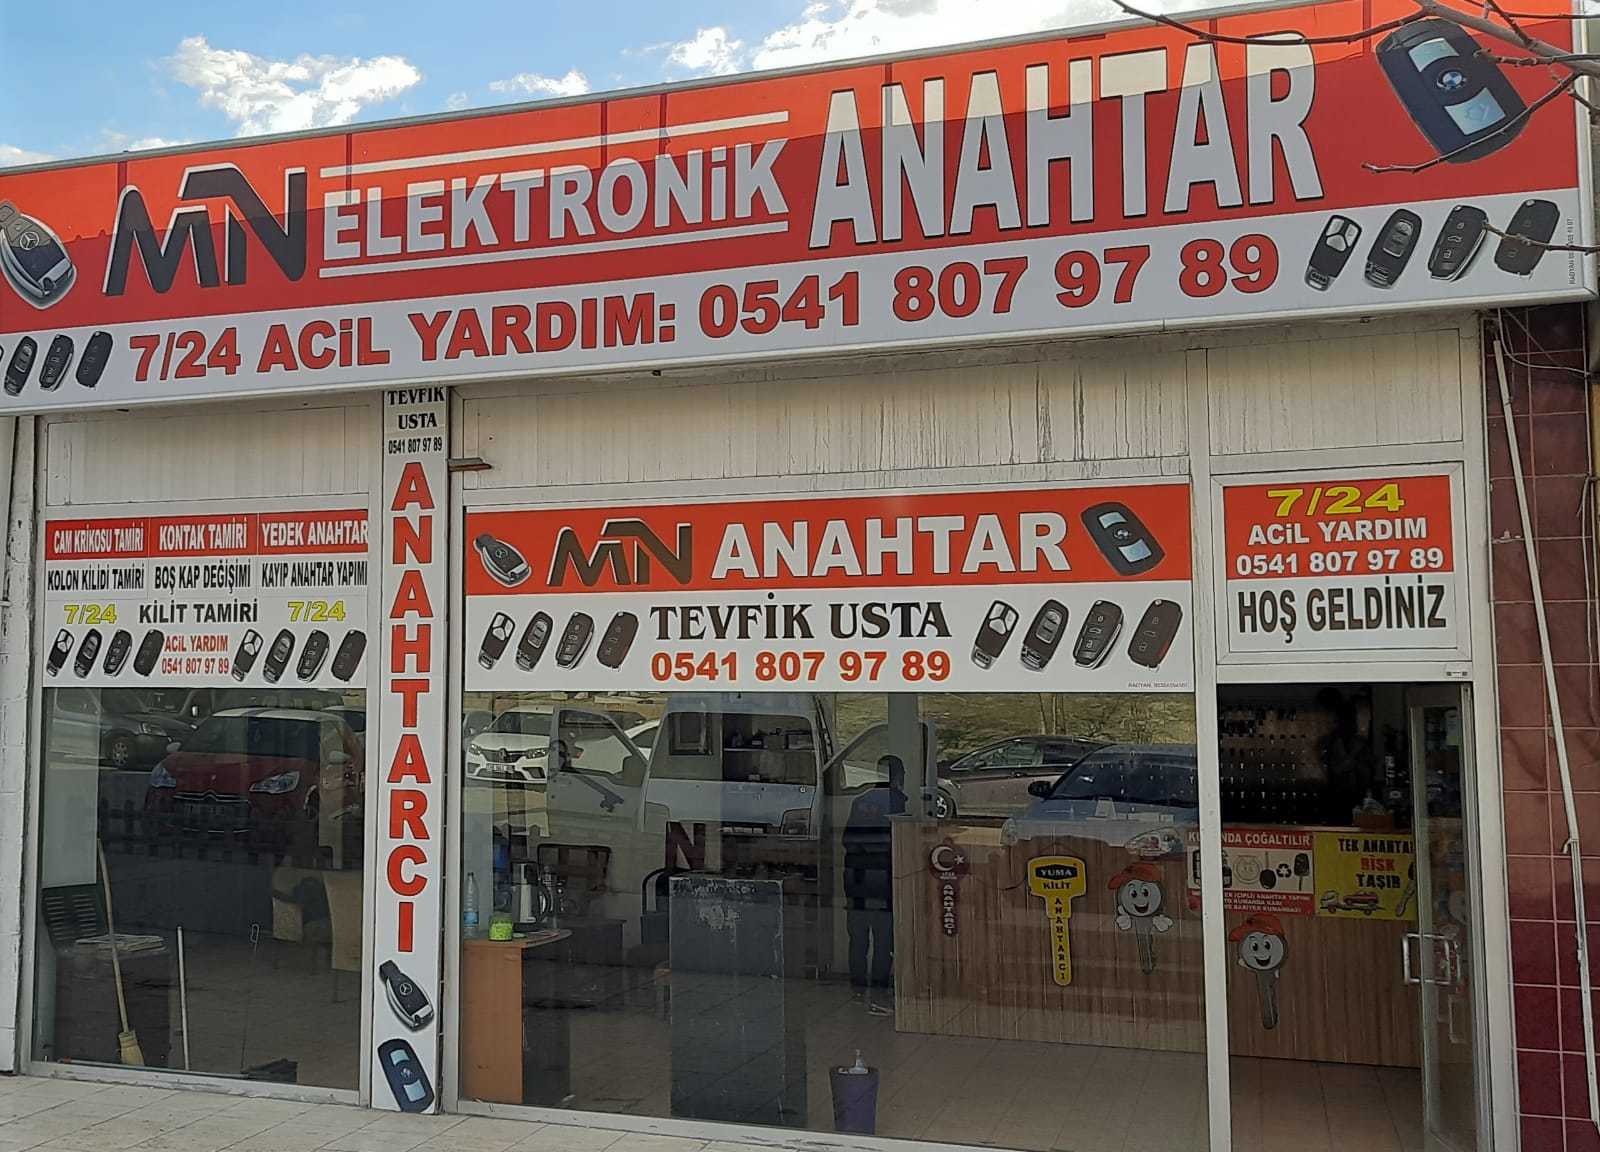 MN ELEKTRONİK ANAHTAR
7/24 ACİL YARDIM: 0541 807 97 89
TEVFİK
USTA
0541 807 97 89
ANAHTARCI
CAM KRİKOSU TAMİRİ KONTAK TAMİRİ YEDEK ANAHTAR
KOLON KİLİDİ TAMİRİ BOŞ KAP DEĞİŞİMİ KAYIP ANAHTAR YAPIMI
7/24 KİLİT TAMİRİ 7/24
ACİL YARDIM
0541 807 97 89
MN ANAHTAR
TEVFİK USTA
0541 807 97 89
7/24
ACİL YARDIM
0541 807 97 89
HOŞ GELDİNİZ
N
ANAHTARCI
YUMA
KİLİT
ANAHTARCI
ÇOĞALTILIR
TEK ANAHTAR
RİSK
TAŞIR